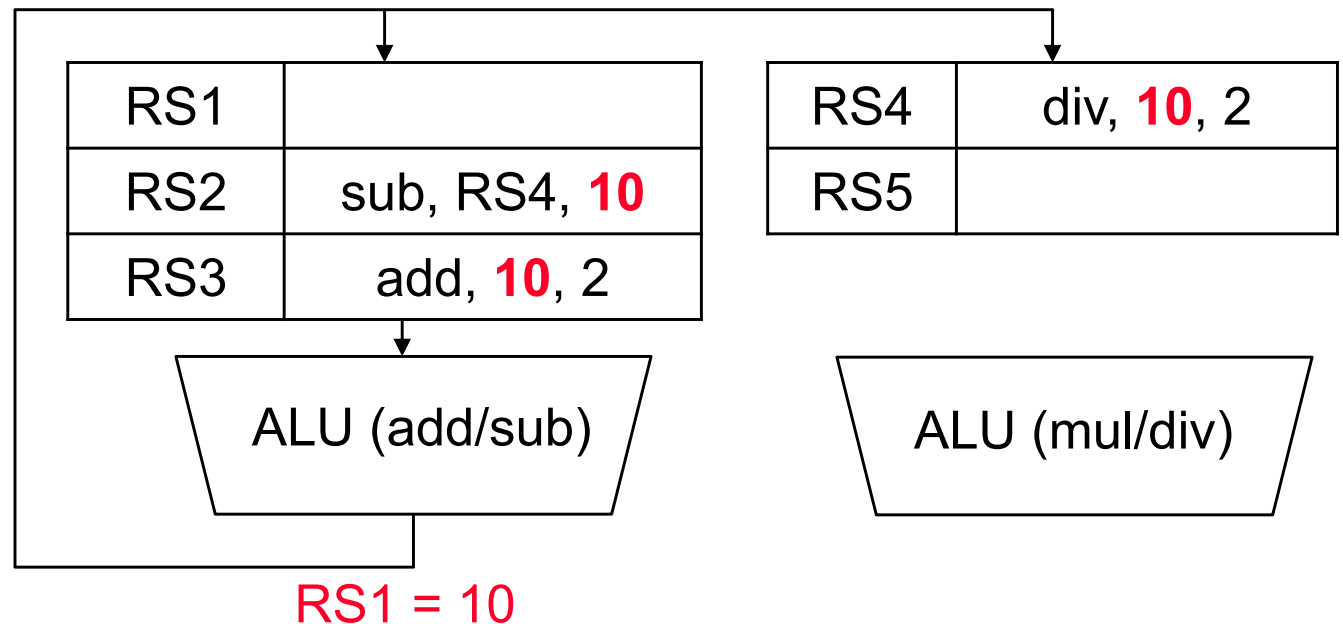 RS1
RS2 sub, RS4, 10
RS3 add, 10, 2
ALU (add/sub)
RS1 = 10
RS4 div, 10, 2
RS5
ALU (mul/div)